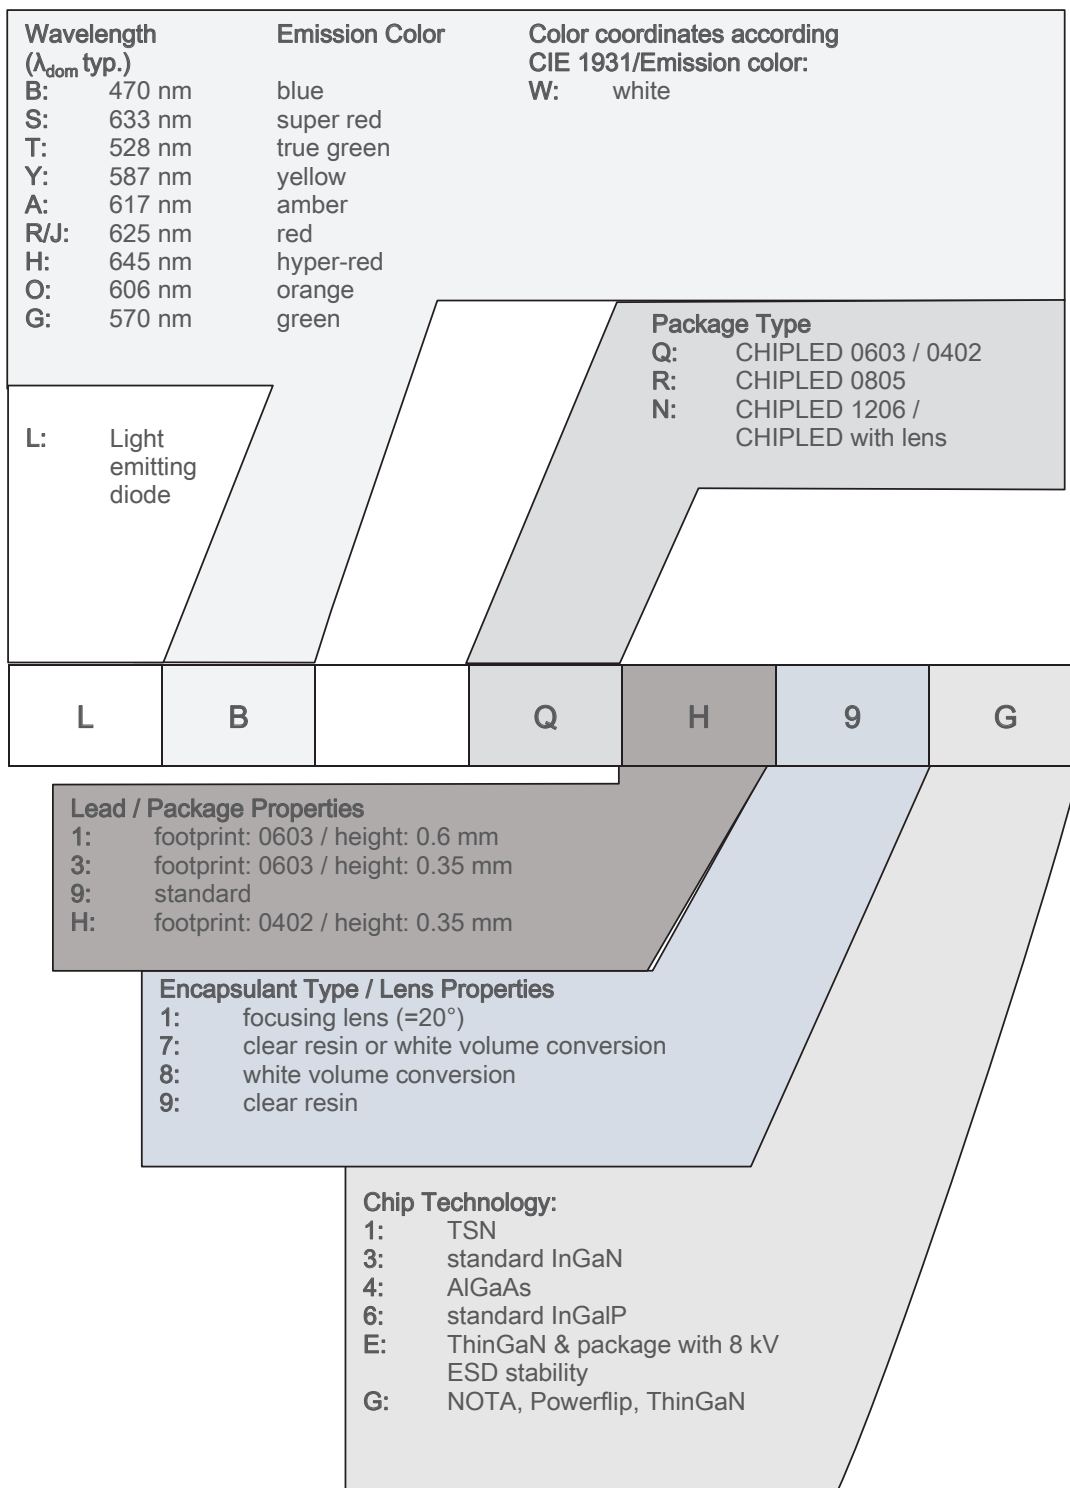 Wavelength Emission Color Color coordinates according
(λdom typ.) CIE 1931/Emission color:
B: 470 nm blue W: white
S: 633 nm super red
T: 528 nm true green
Y: 587 nm yellow
A: 617 nm amber
R/J: 625 nm red
H: 645 nm hyper-red
O: 606 nm orange
G: 570 nm green
Package Type
Q: CHIPLED 0603 / 0402
R: CHIPLED 0805
N: CHIPLED 1206 /
CHIPLED with lens
L: Light
emitting
diode
L B Q H 9 G
Lead / Package Properties
1: footprint: 0603 / height: 0.6 mm
3: footprint: 0603 / height: 0.35 mm
9: standard
H: footprint: 0402 / height: 0.35 mm
Encapsulant Type / Lens Properties
1: focusing lens (=20°)
7: clear resin or white volume conversion
8: white volume conversion
9: clear resin
Chip Technology:
1: TSN
3: standard InGaN
4: AlGaAs
6: standard InGalP
E: ThinGaN & package with 8 kV
ESD stability
G: NOTA, Powerflip, ThinGaN